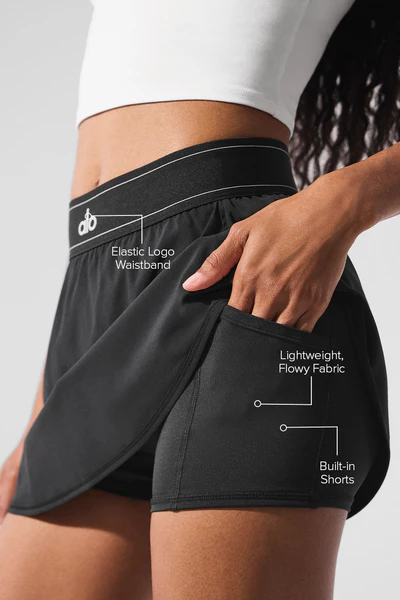 alo
Elastic Logo
Waistband
Lightweight,
Flowy Fabric
Built-in
Shorts